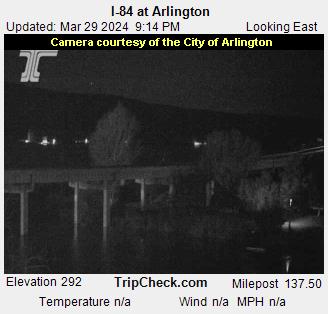 I-84 at Arlington
Updated: Mar 29 2024 9:14 PM Looking East
Camera courtesy of the City of Arlington
Elevation 292 TripCheck.com Milepost 137.50
Temperature n/a Wind n/a MPH n/a